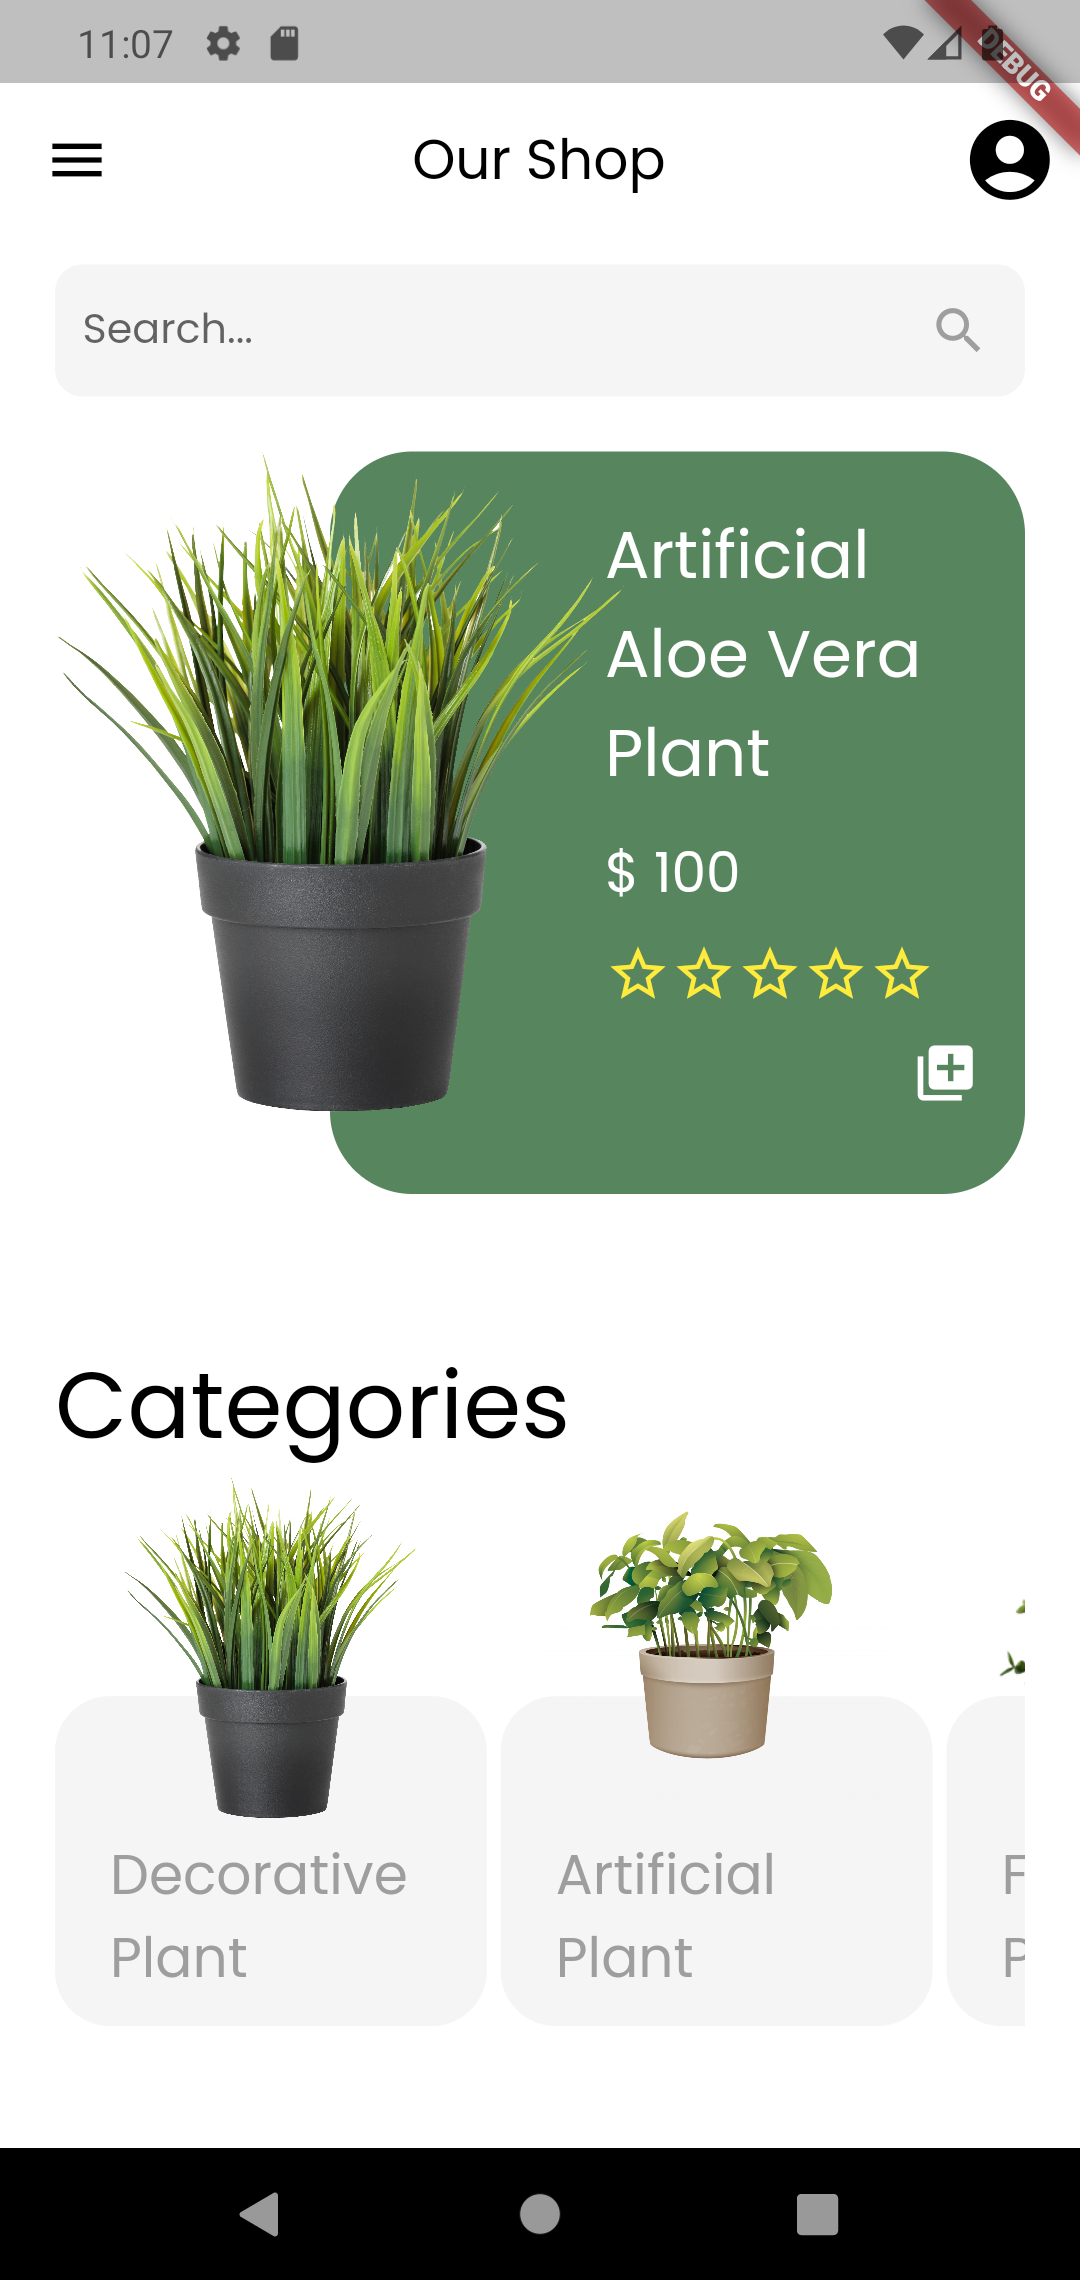 11:07
DEBUG
Our Shop
Search...
Artificial
Aloe Vera
Plant
$ 100
Categories
Decorative
Plant
Artificial
Plant
F
P